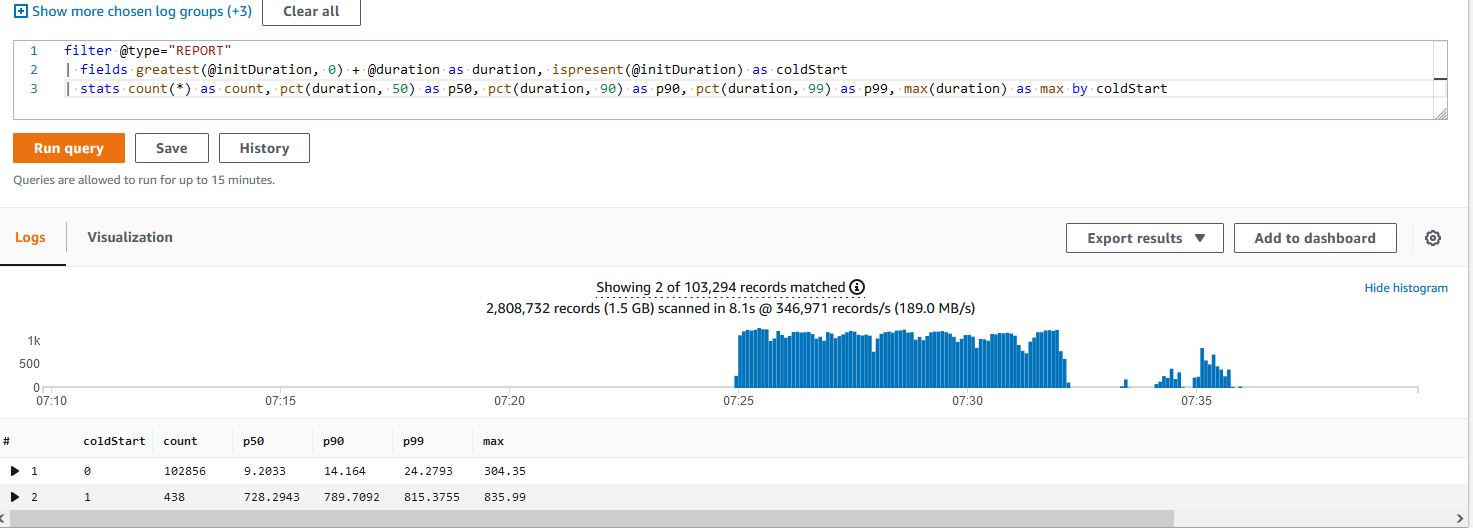 Show more chosen log groups (+3) Clear all
1 filter @type="REPORT"
2 | fields greatest(@initDuration, 0) + @duration as duration, ispresent(@initDuration) as coldStart
3 | stats count(*) as count, pct(duration, 50) as p50, pct(duration, 90) as p90, pct(duration, 99) as p99, max(duration) as max by coldStart
Run query Save History
Queries are allowed to run for up to 15 minutes.
Logs Visualization Export results Add to dashboard
Showing 2 of 103,294 records matched
Hide histogram
2,808,732 records (1.5 GB) scanned in 8.1s @ 346,971 records/s (189.0 MB/s)
1k
500
0
07:10 07:15 07:20 07:25 07:30 07:35
# coldStart count p50 p90 p99 max
1 0 102856 9.2033 14.164 24.2793 304.35
2 1 438 728.2943 789.7092 815.3755 835.99